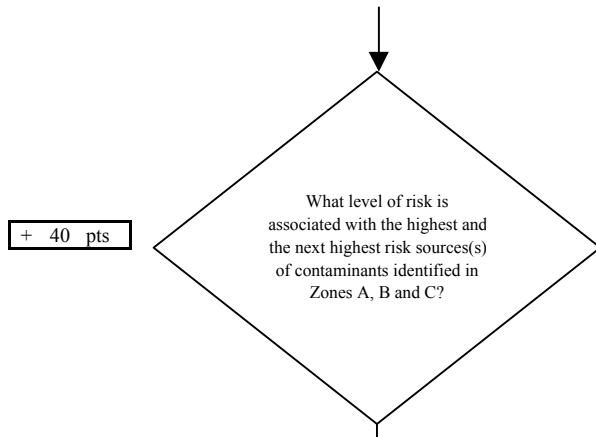 What level of risk is
associated with the highest and
the next highest risk sources(s)
of contaminants identified in
Zones A, B and C?
+ 40 pts